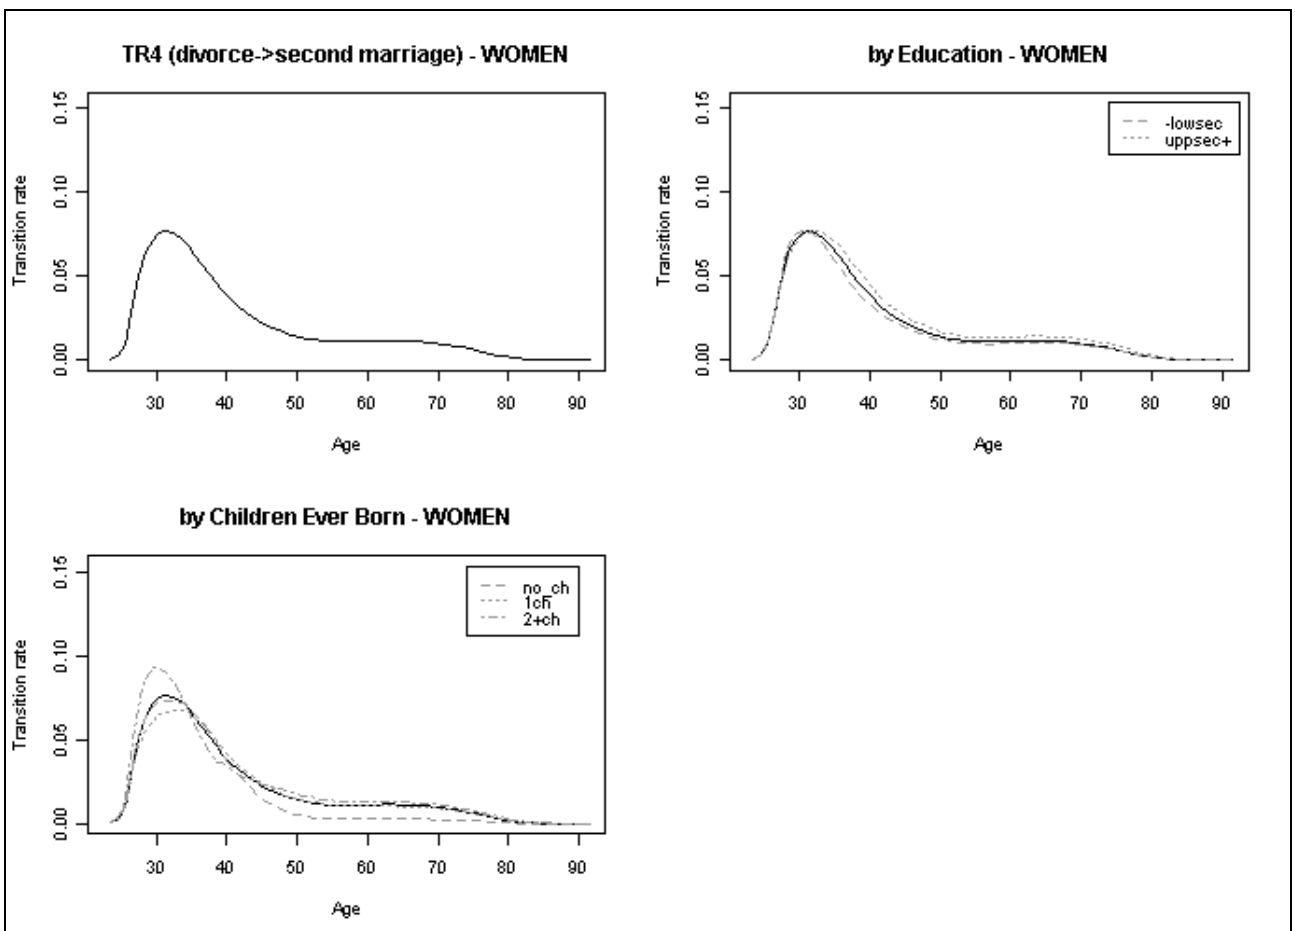 TR4 (divorce->second marriage) - WOMEN
0.15
0.10
0.05
0.00
Transition rate
30 40 50 60 70 80 90
Age
by Education - WOMEN
0.15
0.10
0.05
0.00
Transition rate
-lowsec
uppsec+
30 40 50 60 70 80 90
Age
by Children Ever Born - WOMEN
0.15
0.10
0.05
0.00
Transition rate
no_ch
1ch
2+ch
30 40 50 60 70 80 90
Age